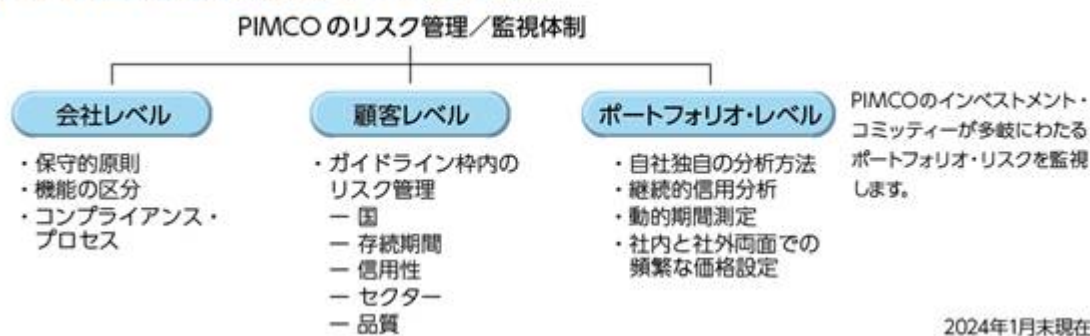 PIMCO のリスク管理／監視体制
会社レベル
・保守的原則
・機能の区分
・コンプライアンス・
プロセス
顧客レベル
・ガイドライン枠内の
リスク管理
ー 国
ー 存続期間
ー 信用性
ー セクター
ー 品質
ポートフォリオ・レベル
・自社独自の分析方法
・継続的信用分析
・動的期間測定
・社内と社外両面での
頻繁な価格設定
PIMCOのインベストメント・
コミッティーが多岐にわたる
ポートフォリオ・リスクを監視
します。
2024年1月末現在